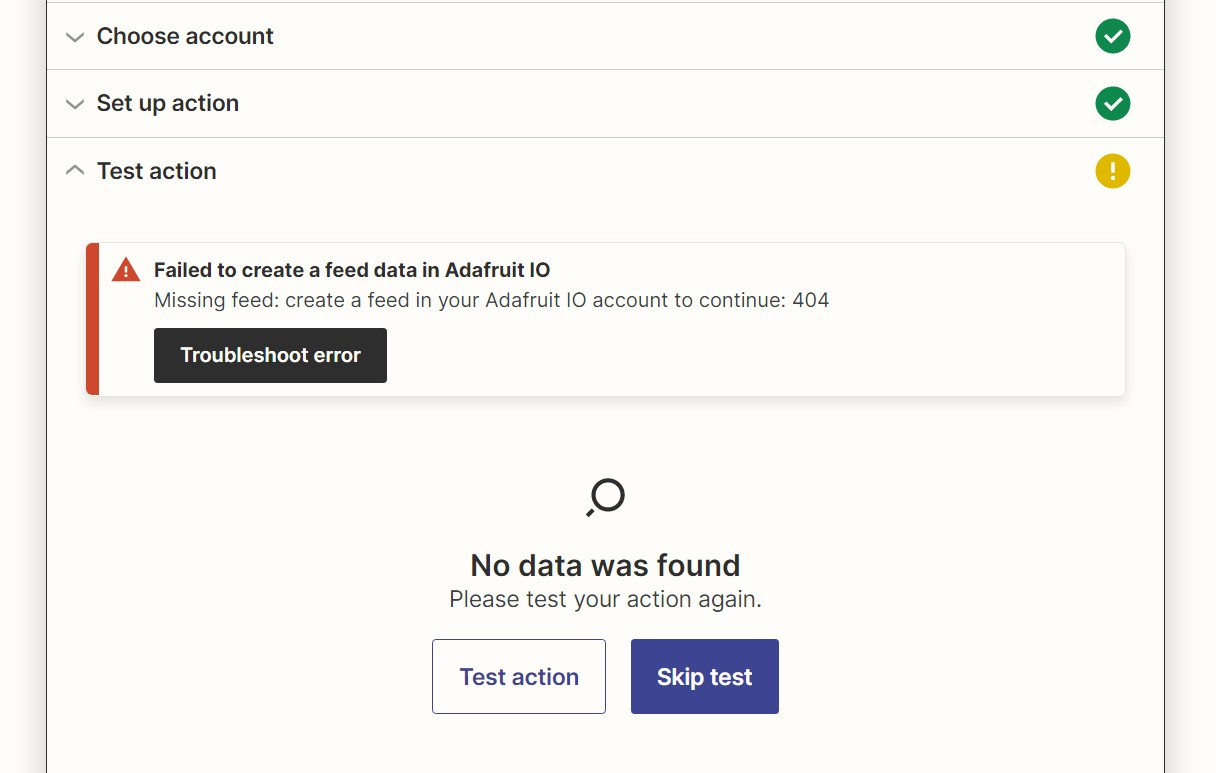 Choose account
Set up action
Test action
Failed to create a feed data in Adafruit IO
Missing feed: create a feed in your Adafruit IO account to continue: 404
Troubleshoot error
No data was found
Please test your action again.
Test action
Skip test